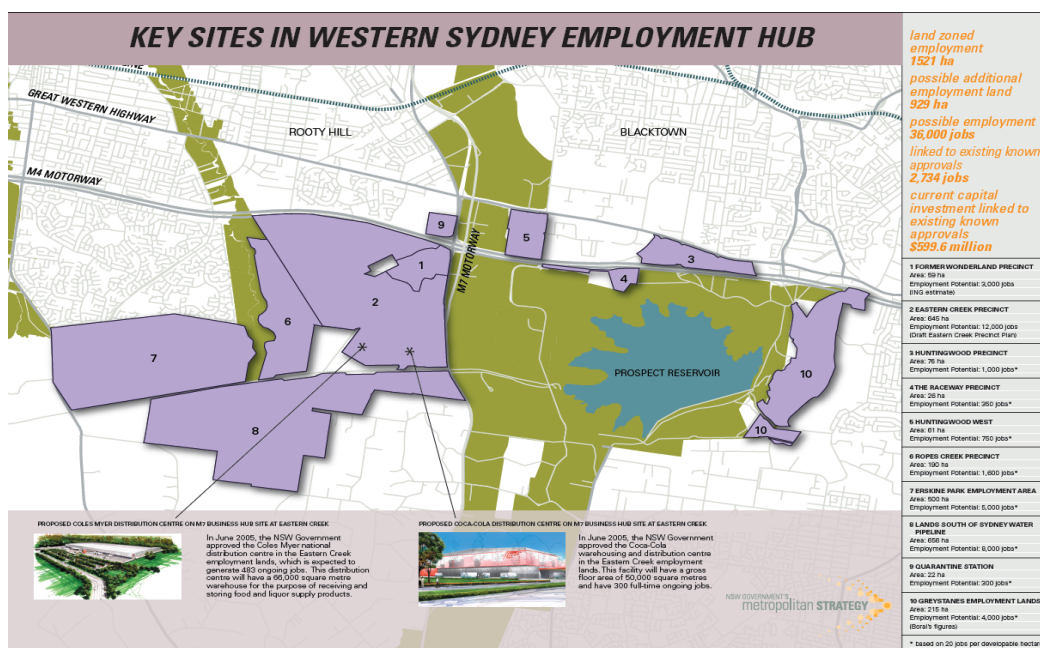 KEY SITES IN WESTERN SYDNEY EMPLOYMENT HUB
GREAT WESTERN HIGHWAY
ROOTY HILL
BLACKTOWN
M4 MOTORWAY
M7 MOTORWAY
9
5
3
1
4
2
6
7
PROSPECT RESERVOIR
10
8
10
PROPOSED COLES MYER DISTRIBUTION CENTRE ON M7 BUSINESS HUB SITE AT EASTERN CREEK
In June 2005, the NSW Government
approved the Coles Myer national
distribution centre in the Eastern Creek
employment lands, which is expected to
generate 483 ongoing jobs. This distribution
centre will have a 66,000 square metre
warehouse for the purpose of receiving and
storing food and liquor supply products.
PROPOSED COCA-COLA DISTRIBUTION CENTRE ON M7 BUSINESS HUB SITE AT EASTERN CREEK
In June 2005, the NSW Government
approved the Coca-Cola
warehousing and distribution centre
in the Eastern Creek employment
lands. This facility will have a gross
floor area of 50,000 square metres
and have 300 full-time ongoing jobs.
NSW GOVERNMENT'S
metropolitan STRATEGY
land zoned
employment
1521 ha
possible additional
employment land
929 ha
possible employment
36,000 jobs
linked to existing known
approvals
2,734 jobs
current capital
investment linked to
existing known
approvals
$599.6 million
1 FORMER WONDERLAND PRECINCT
Area: 59 ha
Employment Potential: 3,000 jobs
(ING estimate)
2 EASTERN CREEK PRECINCT
Area: 645 ha
Employment Potential: 12,000 jobs
(Draft Eastern Creek Precinct Plan)
3 HUNTINGWOOD PRECINCT
Area: 76 ha
Employment Potential: 1,000 jobs*
4 THE RACEWAY PRECINCT
Area: 26 ha
Employment Potential: 350 jobs*
5 HUNTINGWOOD WEST
Area: 61 ha
Employment Potential: 750 jobs*
6 ROPES CREEK PRECINCT
Area: 190 ha
Employment Potential: 1,600 jobs*
7 ERSKINE PARK EMPLOYMENT AREA
Area: 500 ha
Employment Potential: 5,000 jobs*
8 LANDS SOUTH OF SYDNEY WATER
PIPELINE
Area: 656 ha
Employment Potential: 8,000 jobs*
9 QUARANTINE STATION
Area: 22 ha
Employment Potential: 300 jobs*
10 GREYSTANES EMPLOYMENT LANDS
Area: 215 ha
Employment Potential: 4,000 jobs*
(Boral's figures)
* based on 20 jobs per developable hectare